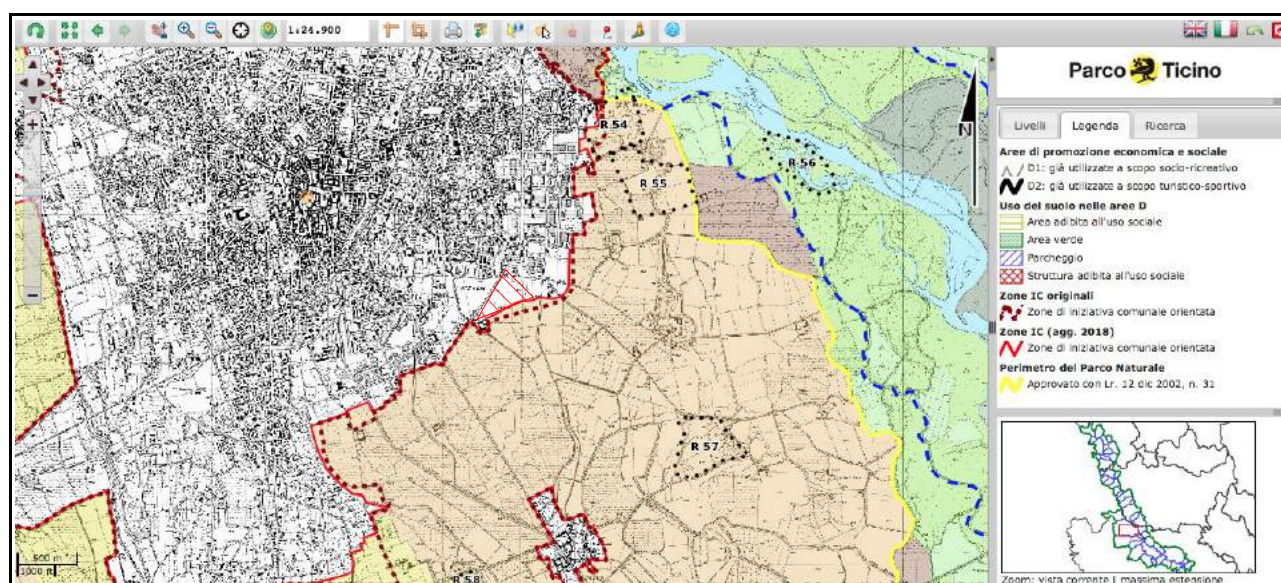 1:24.900
Parco Ticino
Livelli Legenda Ricerca
Aree di promozione economica e sociale
D1: già utilizzate a scopo socio-ricreativo
D2: già utilizzate a scopo turistico-sportivo
Uso del suolo nelle aree D
Area adibita all'uso sociale
Area verde
Parcheggio
Struttura adibita all'uso sociale
Zone IC originali
Zone di iniziativa comunale orientata
Zone IC (agg. 2018)
Zone di iniziativa comunale orientata
Perimetro del Parco Naturale
Approvato con Lr. 12 dic 2002, n. 31
N
R 54
R 55
R 56
R 57
R 58
500 m
1000 ft
Zoom: vista corrente | massima estensione